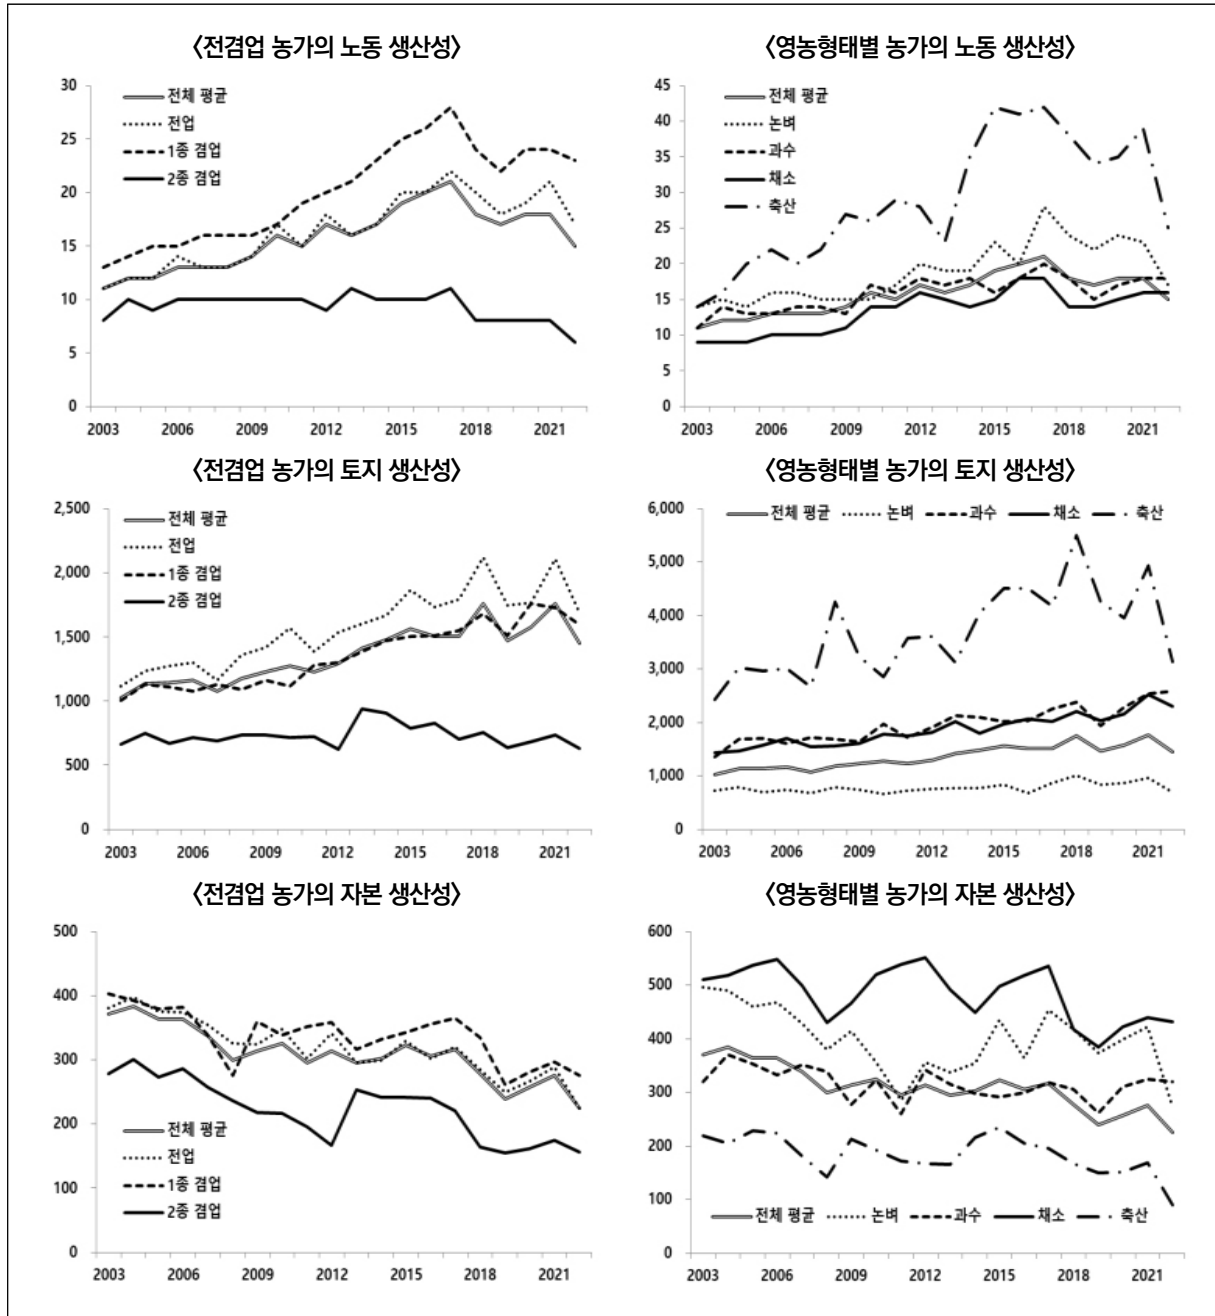 〈전겸업 농가의 노동 생산성〉
30
25
20
15
10
5
0
전체 평균
전업
1종 겸업
2종 겸업
2003 2006 2009 2012 2015 2018 2021
〈영농형태별 농가의 노동 생산성〉
45
40
35
30
25
20
15
10
5
0
전체 평균
논벼
과수
채소
축산
2003 2006 2009 2012 2015 2018 2021
〈전겸업 농가의 토지 생산성〉
2,500
2,000
1,500
1,000
500
0
전체 평균
전업
1종 겸업
2종 겸업
2003 2006 2009 2012 2015 2018 2021
〈영농형태별 농가의 토지 생산성〉
6,000
5,000
4,000
3,000
2,000
1,000
0
전체 평균 논벼 과수 채소 축산
2003 2006 2009 2012 2015 2018 2021
〈전겸업 농가의 자본 생산성〉
500
400
300
200
100
0
전체 평균
전업
1종 겸업
2종 겸업
2003 2006 2009 2012 2015 2018 2021
〈영농형태별 농가의 자본 생산성〉
600
500
400
300
200
100
0
전체 평균 논벼 과수 채소 축산
2003 2006 2009 2012 2015 2018 2021